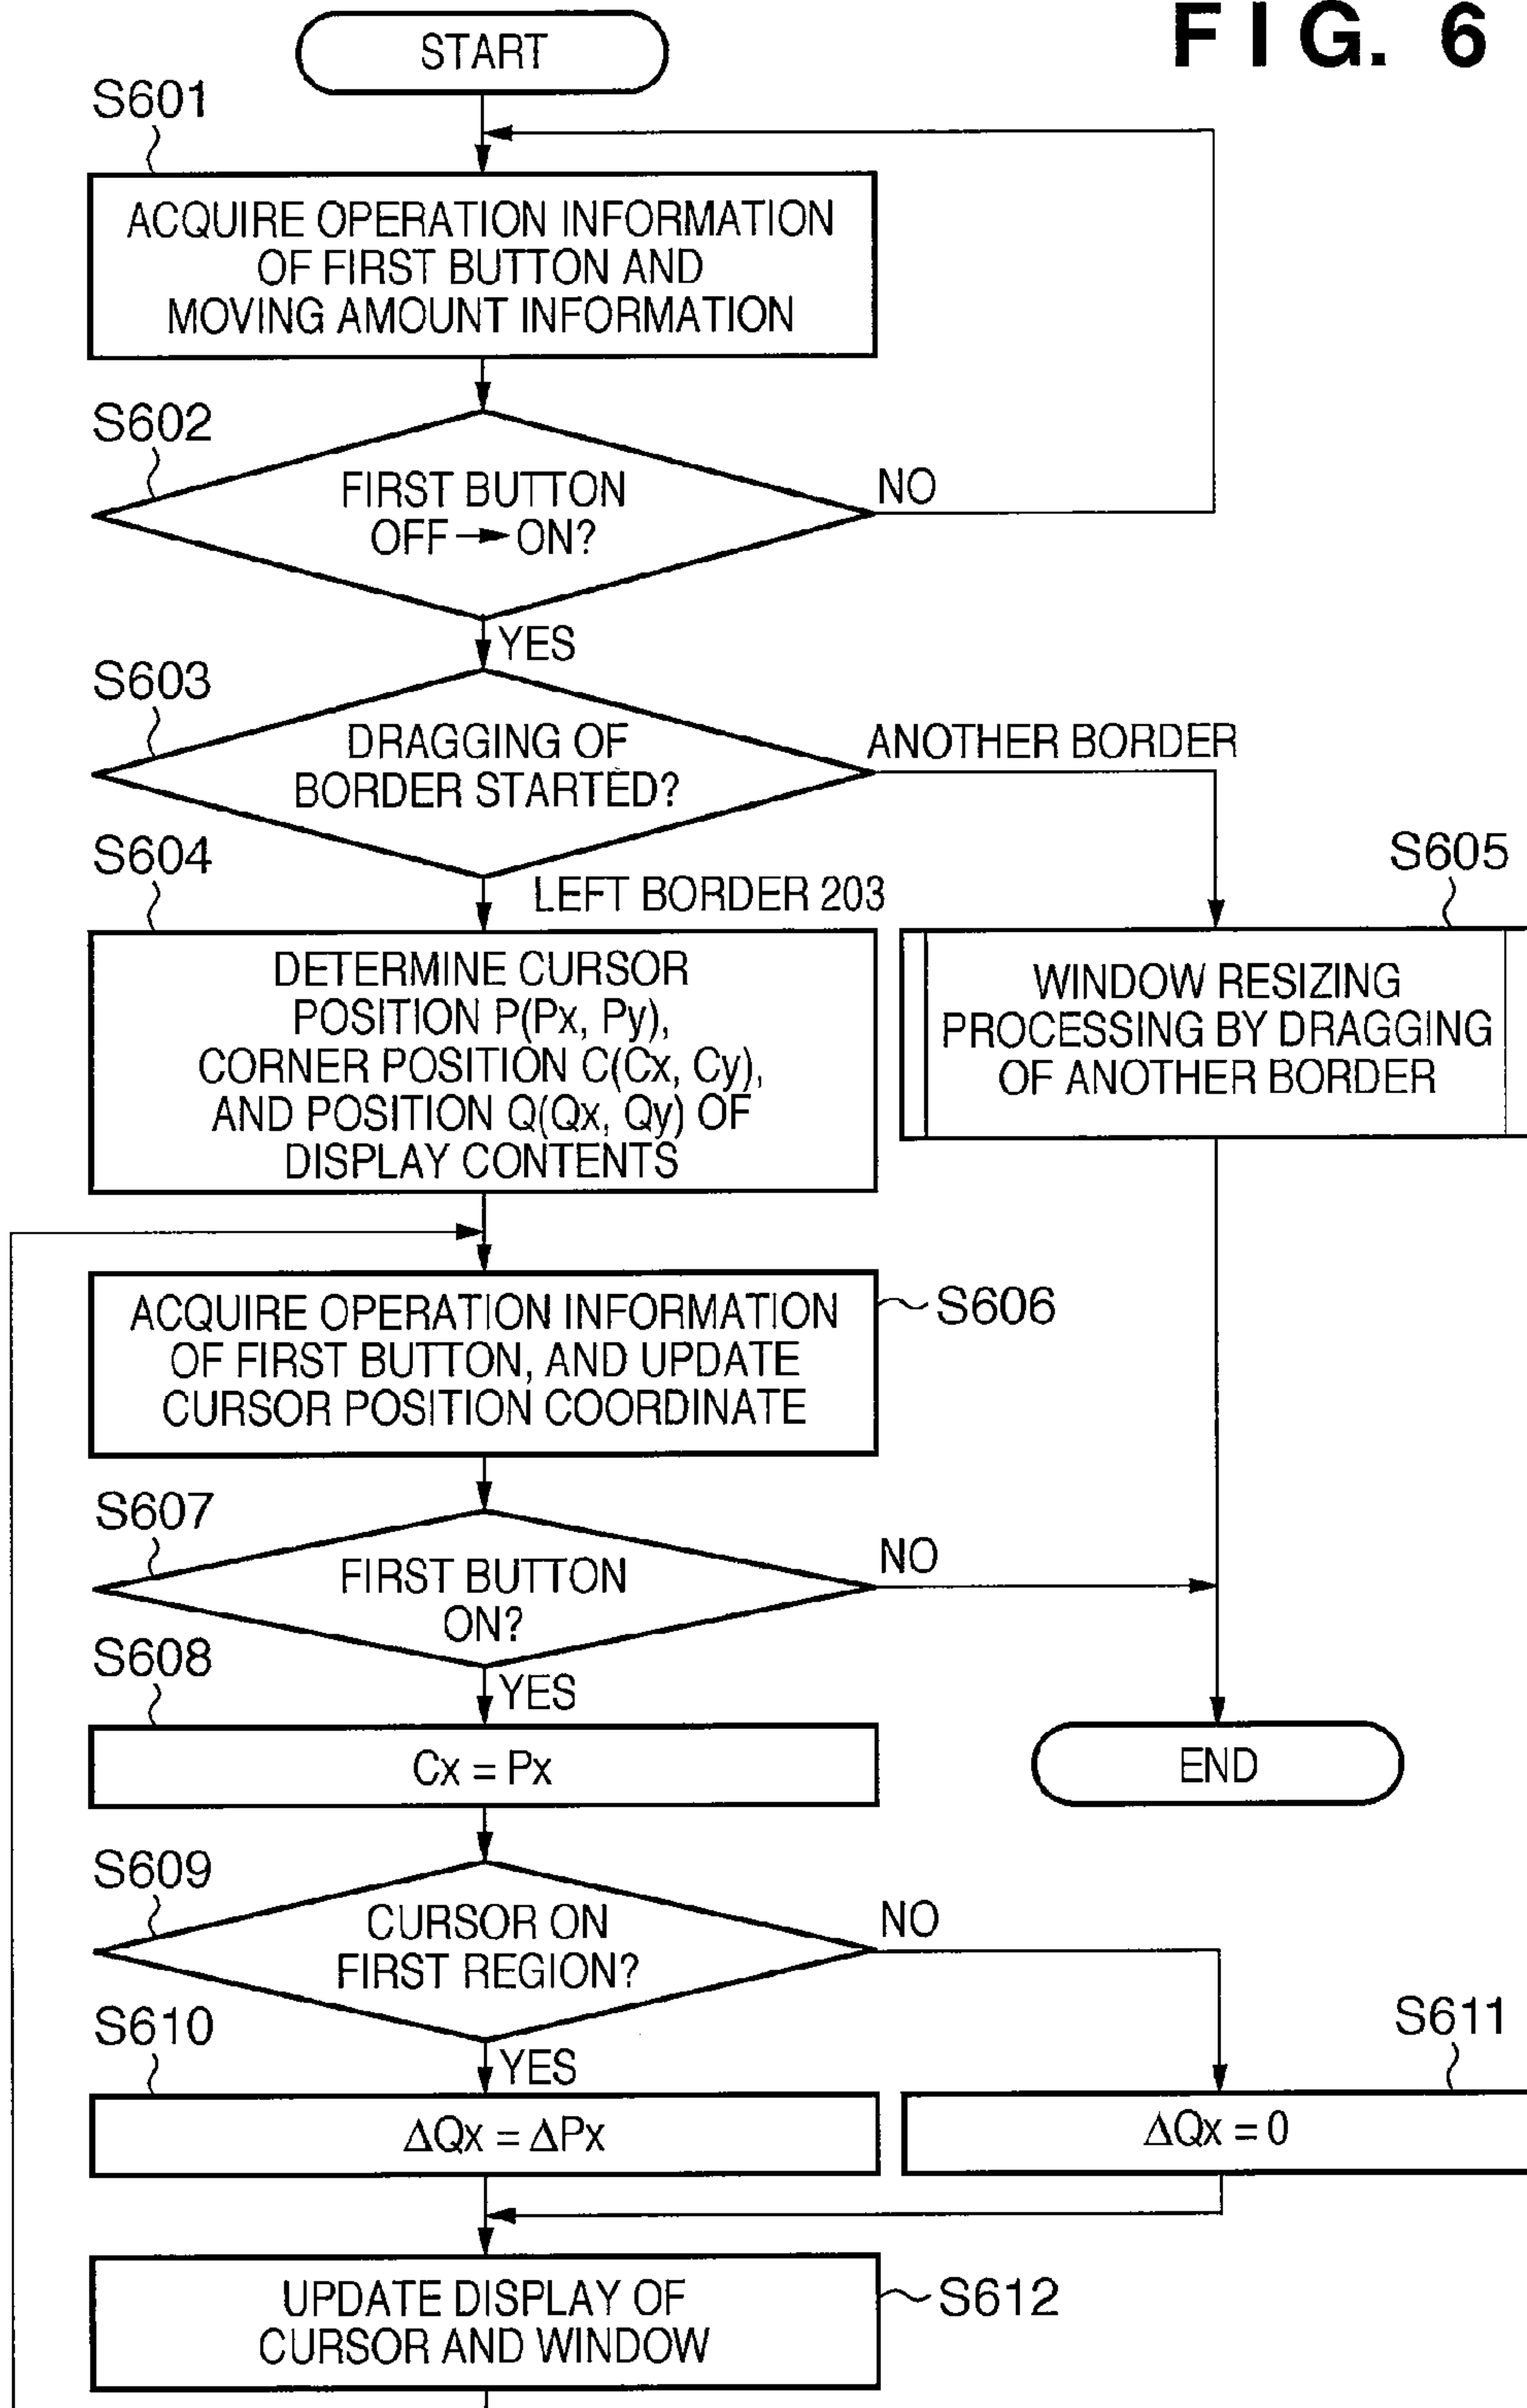 FIG. 6
START
S601
ACQUIRE OPERATION INFORMATION
OF FIRST BUTTON AND
MOVING AMOUNT INFORMATION
S602
FIRST BUTTON
OFF → ON?
NO
YES
S603
DRAGGING OF
BORDER STARTED?
ANOTHER BORDER
LEFT BORDER 203
S604
DETERMINE CURSOR
POSITION P(Px, Py),
CORNER POSITION C(Cx, Cy),
AND POSITION Q(Qx, Qy) OF
DISPLAY CONTENTS
S605
WINDOW RESIZING
PROCESSING BY DRAGGING
OF ANOTHER BORDER
ACQUIRE OPERATION INFORMATION
OF FIRST BUTTON, AND UPDATE
CURSOR POSITION COORDINATE
S606
S607
FIRST BUTTON
ON?
NO
YES
S608
Cx = Px
END
S609
CURSOR ON
FIRST REGION?
NO
YES
S610
ΔQx = ΔPx
S611
ΔQx = 0
UPDATE DISPLAY OF
CURSOR AND WINDOW
S612